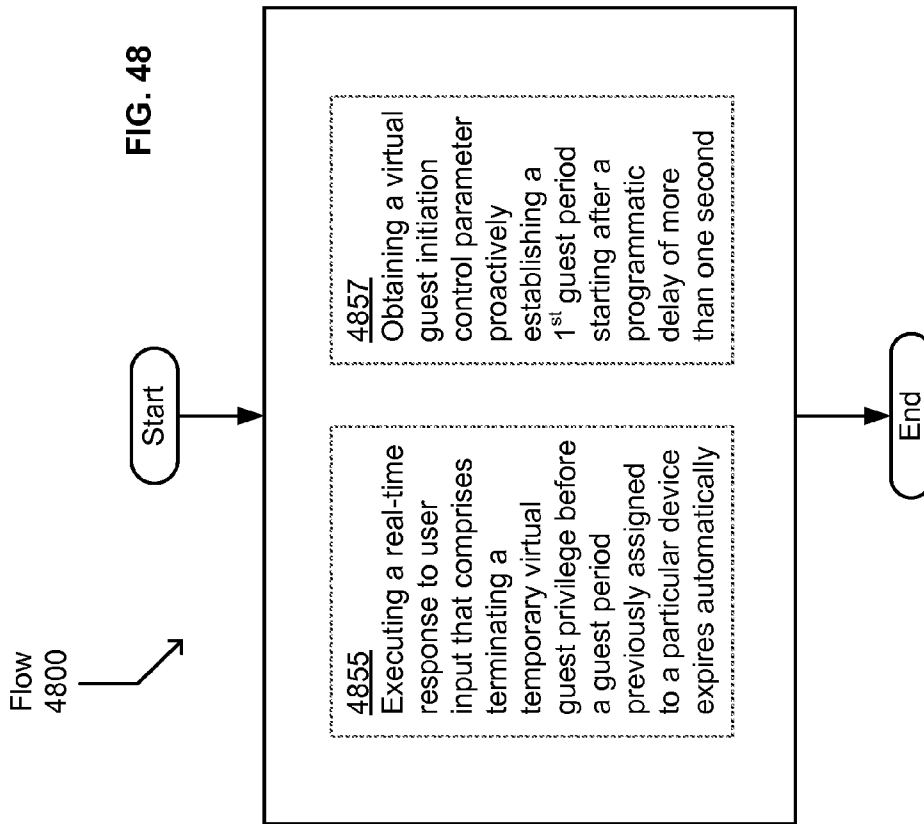 Flow
4800
FIG. 48
Start
4855
Executing a real-time
response to user
input that comprises
terminating a
temporary virtual
guest privilege before
a guest period
previously assigned
to a particular device
expires automatically
4857
Obtaining a virtual
guest initiation
control parameter
proactively
establishing a
1st guest period
starting after a
programmatic
delay of more
than one second
End